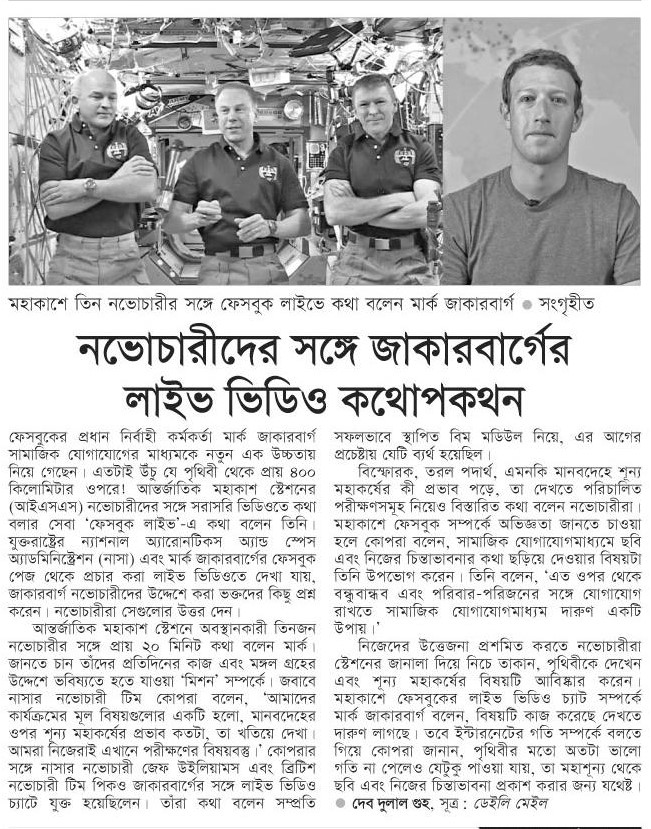 মহাকাশে তিন নভোচারীর সঙ্গে ফেসবুক লাইভে কথা বলেন মার্ক জাকারবার্গ ● সংগৃহীত
নভোচারীদের সঙ্গে জাকারবার্গের
লাইভ ভিডিও কথোপকথন
ফেসবুকের প্রধান নির্বাহী কর্মকর্তা মার্ক জাকারবার্গ
সামাজিক যোগাযোগের মাধ্যমকে নতুন এক উচ্চতায়
নিয়ে গেছেন। এতটাই উঁচু যে পৃথিবী থেকে প্রায় ৪০০
কিলোমিটার ওপরে! আন্তর্জাতিক মহাকাশ স্টেশনের
(আইএসএস) নভোচারীদের সঙ্গে সরাসরি ভিডিওতে কথা
বলার সেবা ‘ফেসবুক লাইভ’-এ কথা বলেন তিনি।
যুক্তরাষ্ট্রের ন্যাশনাল অ্যারোনটিকস অ্যান্ড স্পেস
অ্যাডমিনিস্ট্রেশন (নাসা) এবং মার্ক জাকারবার্গের ফেসবুক
পেজ থেকে প্রচার করা লাইভ ভিডিওতে দেখা যায়,
জাকারবার্গ নভোচারীদের উদ্দেশে করা ভক্তদের কিছু প্রশ্ন
করেন। নভোচারীরা সেগুলোর উত্তর দেন।
আন্তর্জাতিক মহাকাশ স্টেশনে অবস্থানকারী তিনজন
নভোচারীর সঙ্গে প্রায় ২০ মিনিট কথা বলেন মার্ক।
জানতে চান তাঁদের প্রতিদিনের কাজ এবং মঙ্গল গ্রহের
উদ্দেশে ভবিষ্যতে হতে যাওয়া ‘মিশন’ সম্পর্কে। জবাবে
নাসার নভোচারী টিম কোপরা বলেন, ‘আমাদের
কার্যক্রমের মূল বিষয়গুলোর একটি হলো, মানবদেহের
ওপর শূন্য মহাকর্ষের প্রভাব কতটা, তা খতিয়ে দেখা।
আমরা নিজেরাই এখানে পরীক্ষণের বিষয়বস্তু।’ কোপরার
সঙ্গে নাসার নভোচারী জেফ উইলিয়ামস এবং ব্রিটিশ
নভোচারী টিম পিকও জাকারবার্গের সঙ্গে লাইভ ভিডিও
চ্যাটে যুক্ত হয়েছিলেন। তাঁরা কথা বলেন সম্প্রতি
সফলভাবে স্থাপিত বিম মডিউল নিয়ে, এর আগের
প্রচেষ্টায় যেটি ব্যর্থ হয়েছিল।
বিস্ফোরক, তরল পদার্থ, এমনকি মানবদেহে শূন্য
মহাকর্ষের কী প্রভাব পড়ে, তা দেখতে পরিচালিত
পরীক্ষণসমূহ নিয়েও বিস্তারিত কথা বলেন নভোচারীরা।
মহাকাশে ফেসবুক সম্পর্কে অভিজ্ঞতা জানতে চাওয়া
হলে কোপরা বলেন, সামাজিক যোগাযোগমাধ্যমে ছবি
এবং নিজের চিন্তাভাবনার কথা ছড়িয়ে দেওয়ার বিষয়টা
তিনি উপভোগ করেন। তিনি বলেন, ‘এত ওপর থেকে
বন্ধুবান্ধব এবং পরিবার-পরিজনের সঙ্গে যোগাযোগ
রাখতে সামাজিক যোগাযোগমাধ্যম দারুণ একটি
উপায়।’
নিজেদের উত্তেজনা প্রশমিত করতে নভোচারীরা
স্টেশনের জানালা দিয়ে নিচে তাকান, পৃথিবীকে দেখেন
এবং শূন্য মহাকর্ষের বিষয়টি আবিষ্কার করেন।
মহাকাশে ফেসবুকের লাইভ ভিডিও চ্যাট সম্পর্কে
মার্ক জাকারবার্গ বলেন, বিষয়টি কাজ করেছে দেখতে
দারুণ লাগছে। তবে ইন্টারনেটের গতি সম্পর্কে বলতে
গিয়ে কোপরা জানান, পৃথিবীর মতো অতটা ভালো
গতি না পেলেও যেটুকু পাওয়া যায়, তা মহাশূন্য থেকে
ছবি এবং নিজের চিন্তাভাবনা প্রকাশ করার জন্য যথেষ্ট।
● দেব দুলাল গুহ, সূত্র: ডেইলি মেইল